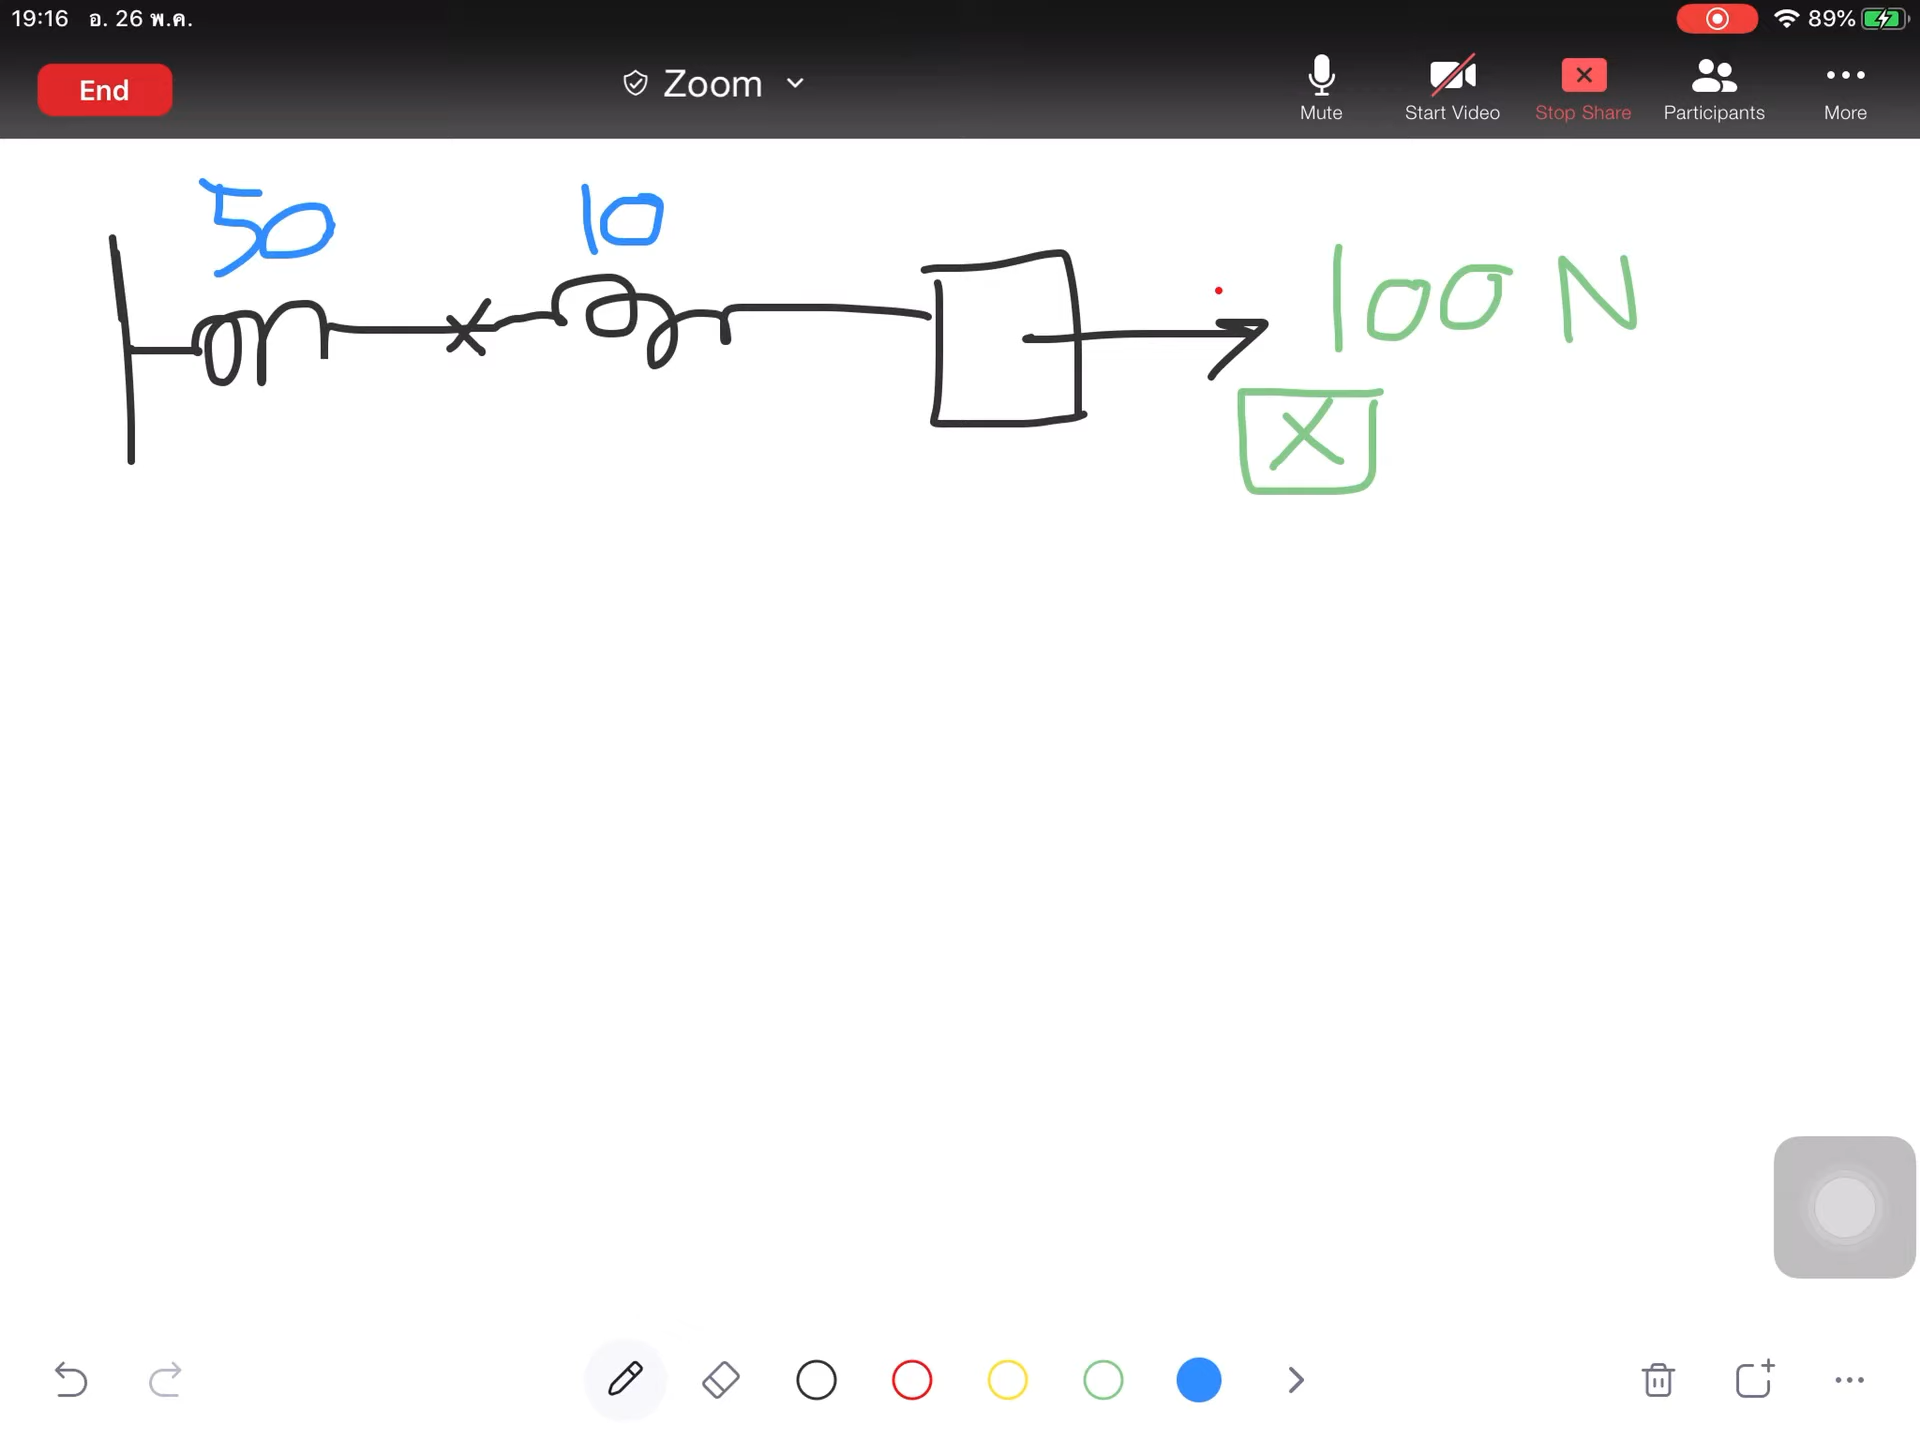 19:16 อ. 26 พ.ค. 89%
End Zoom Mute Start Video Stop Share Participants More
50 10
100 N
X